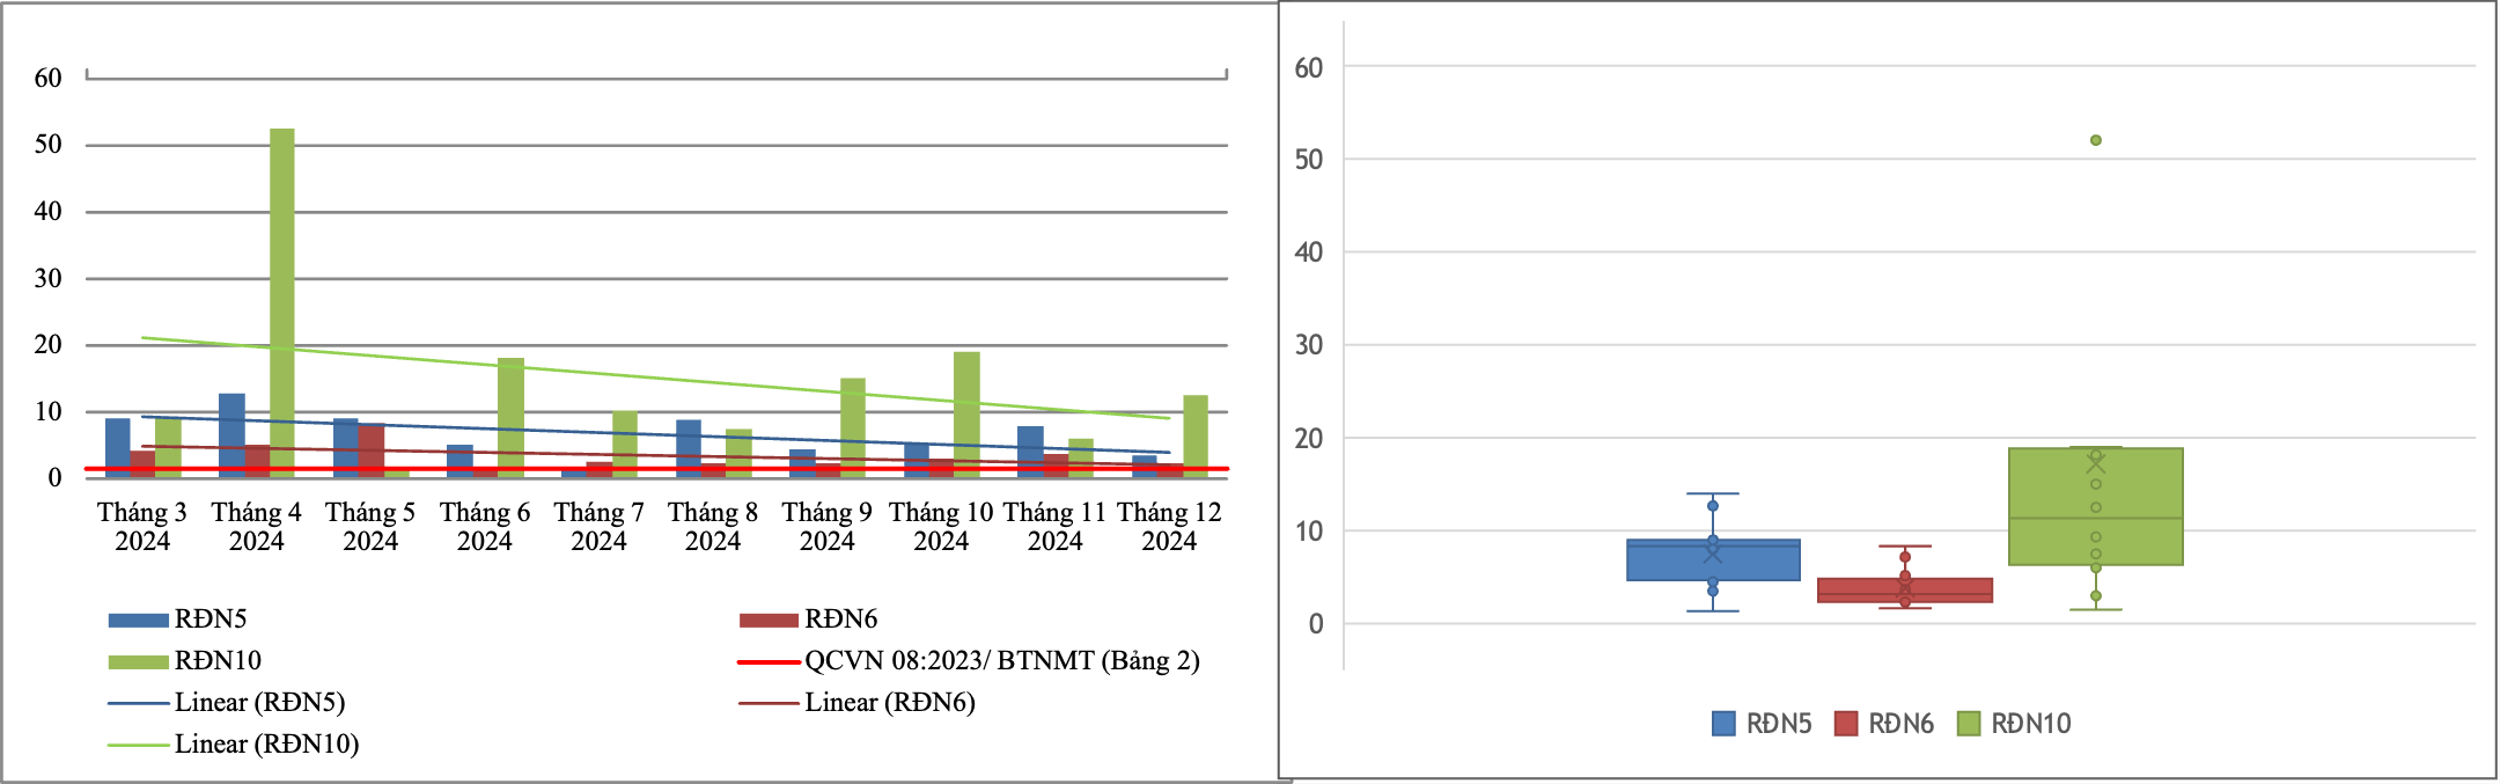 60
50
40
30
20
10
0
Tháng 3 Tháng 4 Tháng 5 Tháng 6 Tháng 7 Tháng 8 Tháng 9 Tháng 10 Tháng 11 Tháng 12
2024 2024 2024 2024 2024 2024 2024 2024 2024 2024
RĐN5 RĐN6
RĐN10 QCVN 08:2023/ BTNMT (Bảng 2)
Linear (RĐN5) Linear (RĐN6)
Linear (RĐN10)
60
50
40
30
20
10
0
RĐN5 RĐN6 RĐN10